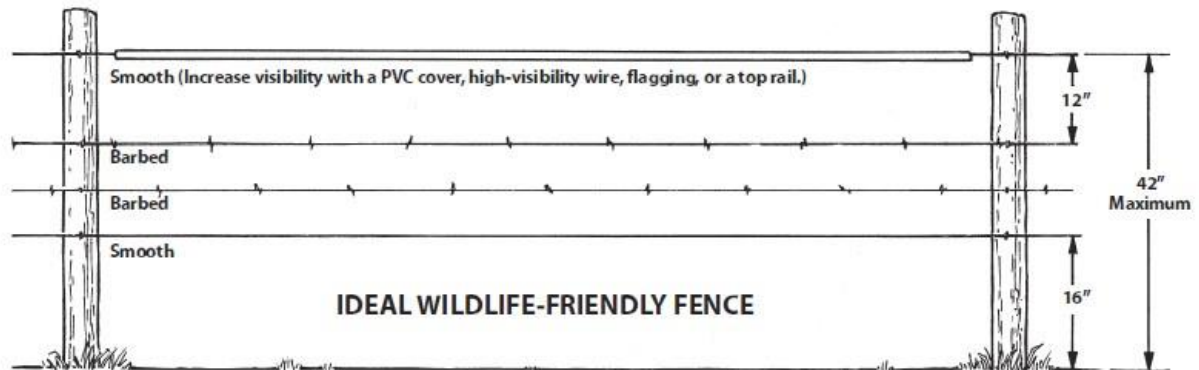 Smooth (Increase visibility with a PVC cover, high-visibility wire, flagging, or a top rail.)
12"
Barbed
42"
Maximum
Barbed
Smooth
16"
IDEAL WILDLIFE-FRIENDLY FENCE